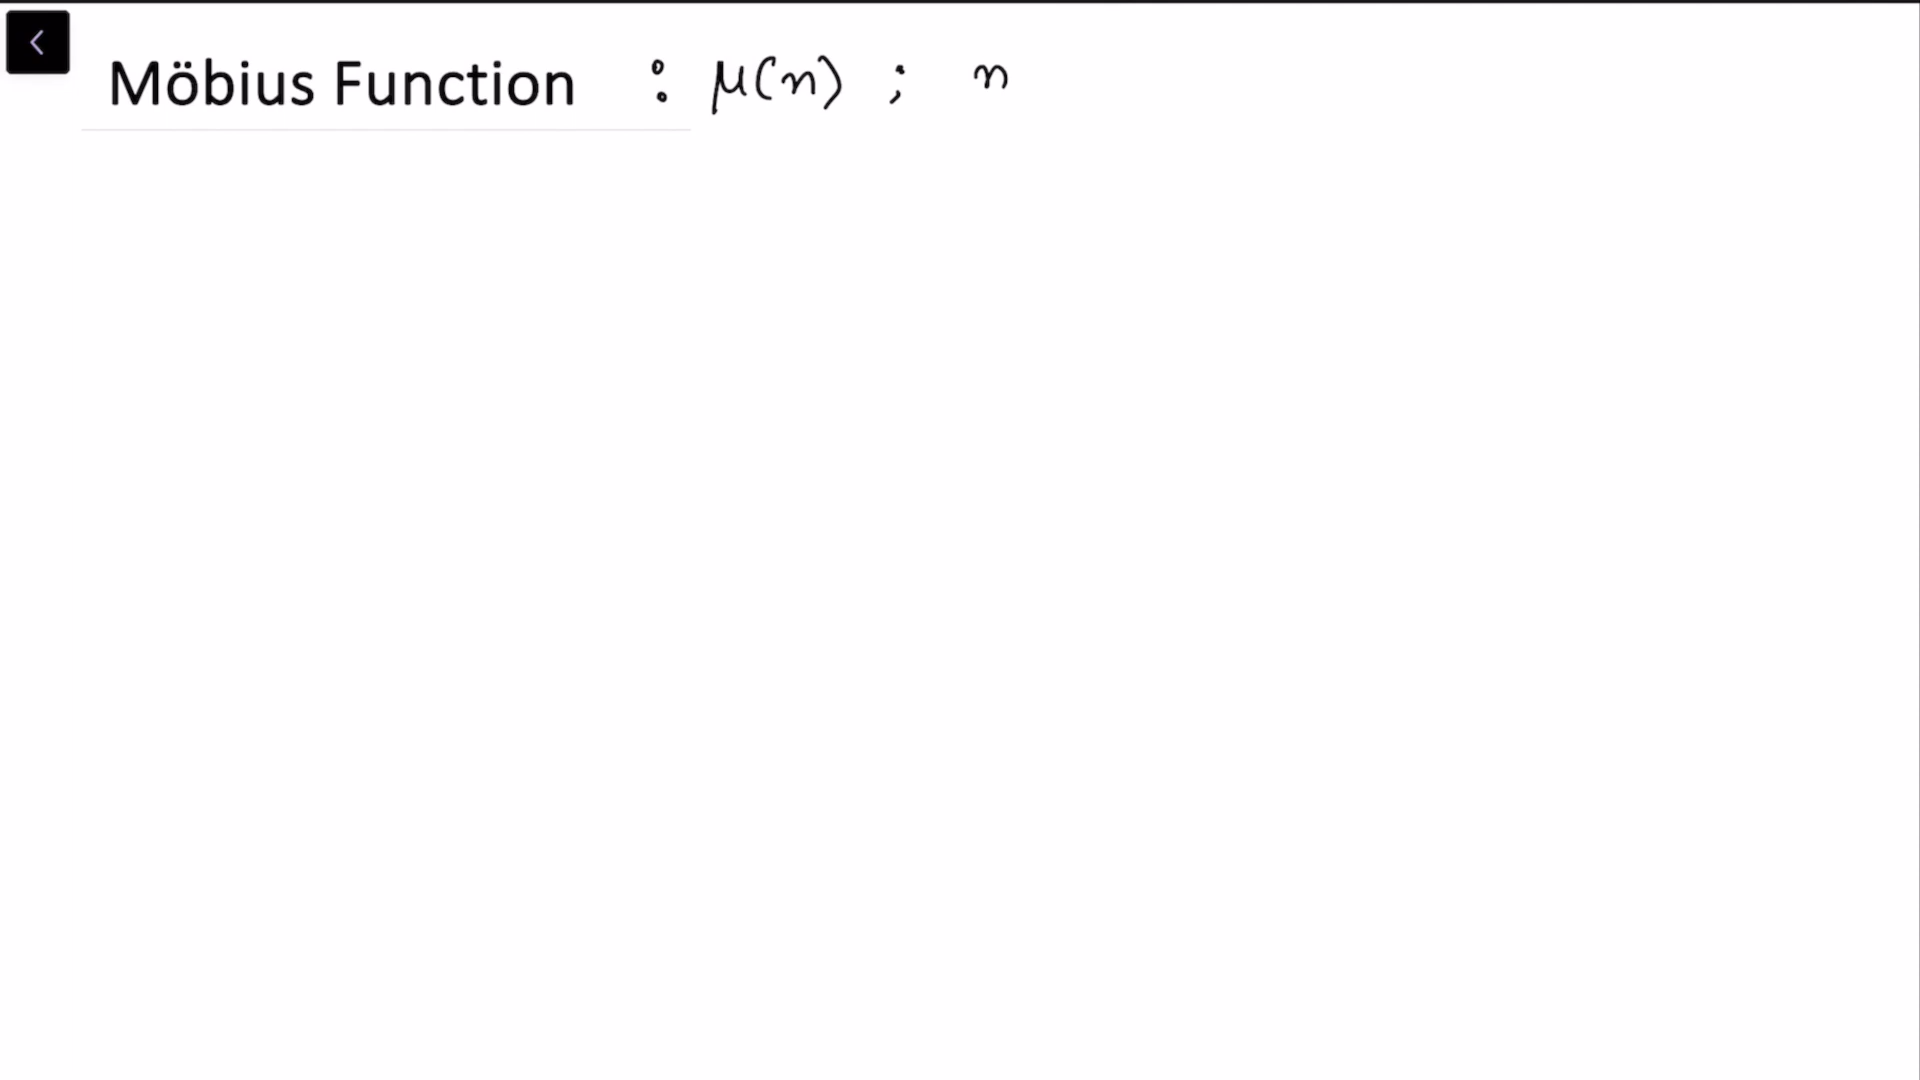 Möbius Function : μ(n) ; n